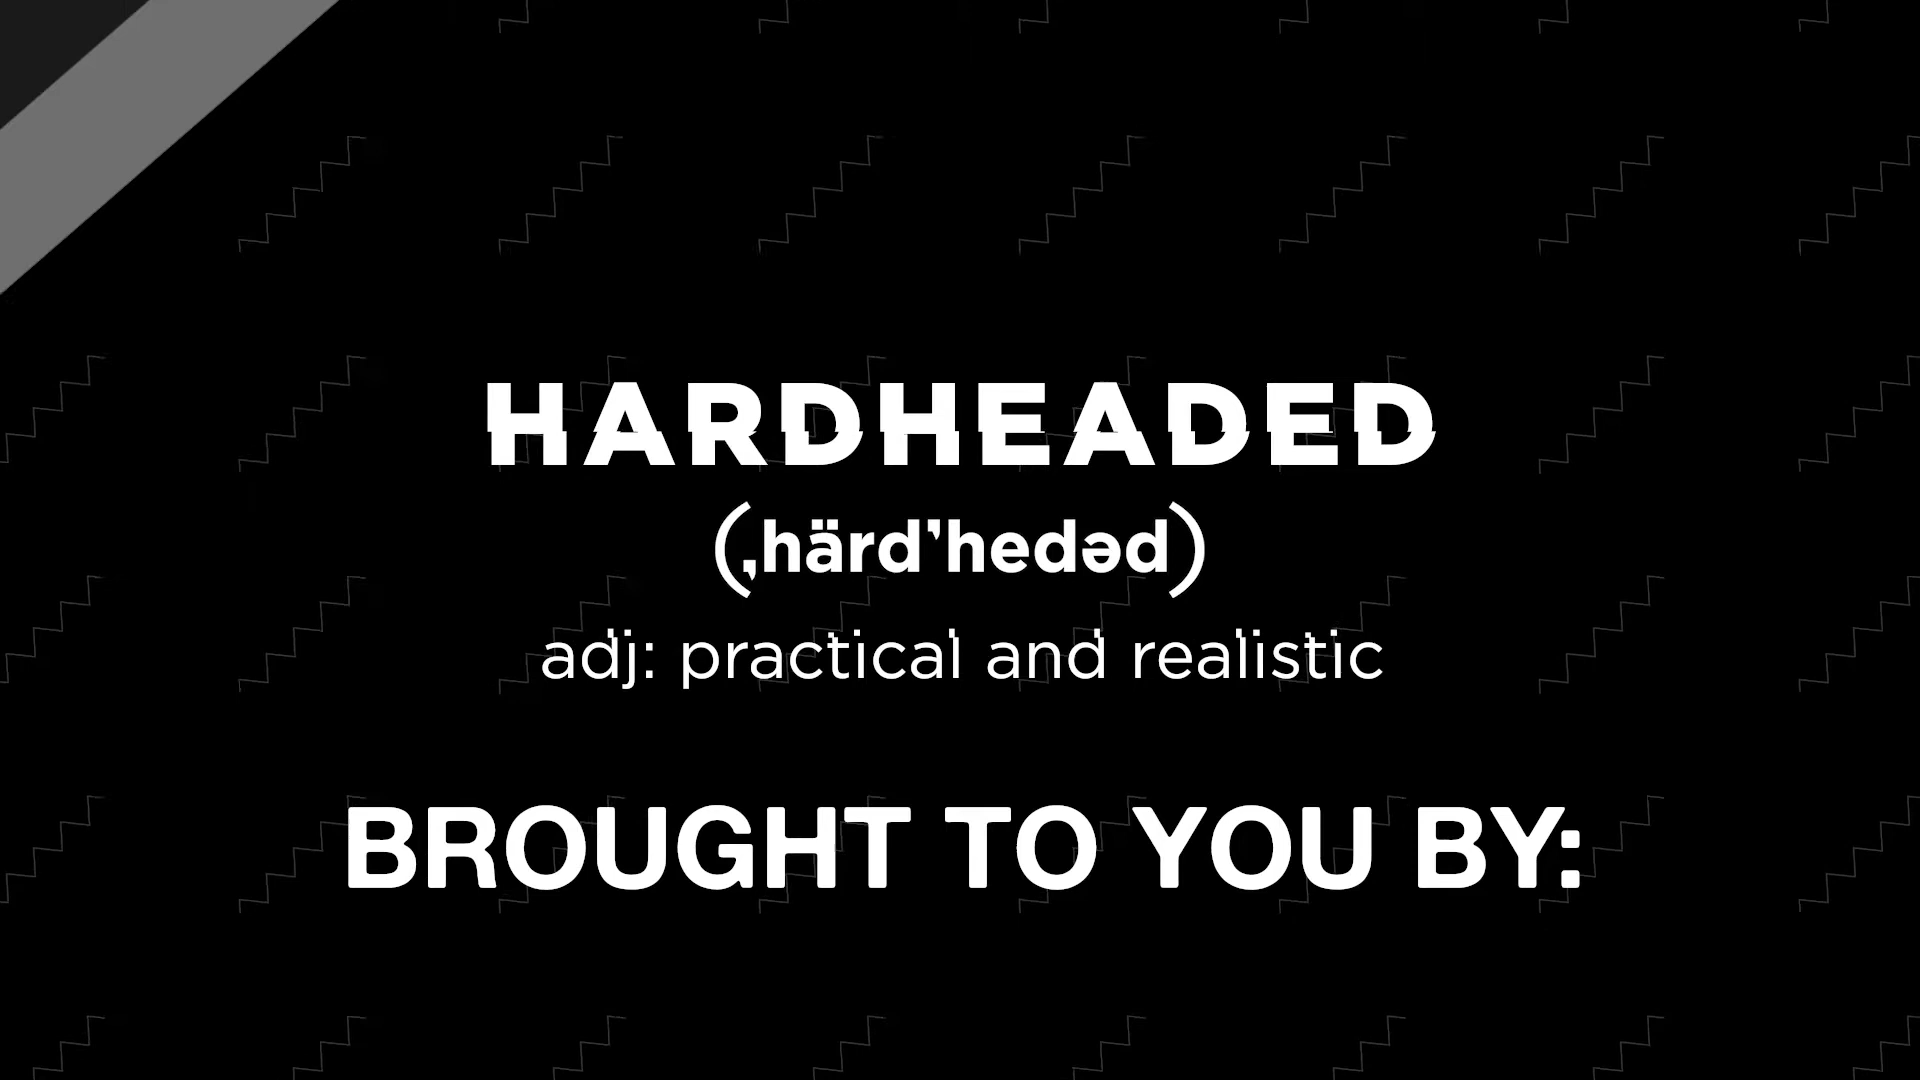 HARDHEADED
(ˌhärdˈhedəd)
adj: practical and realistic
BROUGHT TO YOU BY: